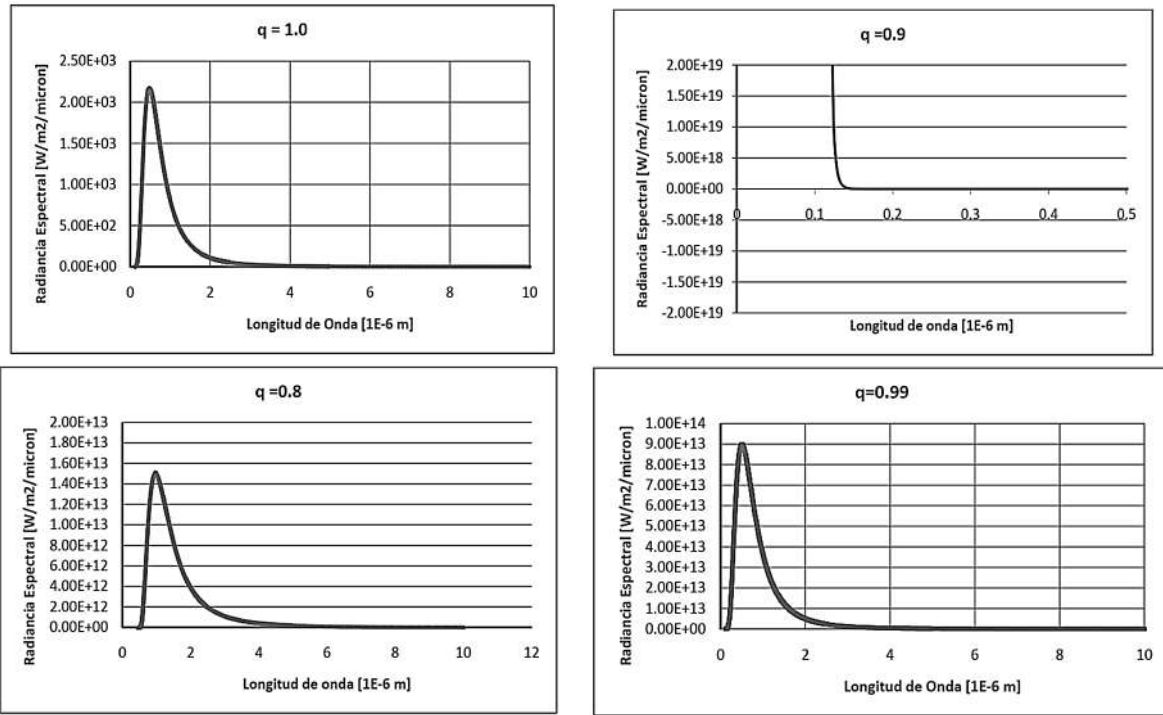 q = 1.0
Radiancia Espectral [W/m2/micron]
2.50E+03
2.00E+03
1.50E+03
1.00E+03
5.00E+02
0.00E+00
0 2 4 6 8 10
Longitud de Onda [1E-6 m]
q =0.9
Radiancia Espectral [W/m2/micron]
2.00E+19
1.50E+19
1.00E+19
5.00E+18
0.00E+00
-5.00E+18
-1.00E+19
-1.50E+19
-2.00E+19
0 0.1 0.2 0.3 0.4 0.5
Longitud de onda [1E-6 m]
q =0.8
Radiancia Espectral [W/m2/micron]
2.00E+13
1.80E+13
1.60E+13
1.40E+13
1.20E+13
1.00E+13
8.00E+12
6.00E+12
4.00E+12
2.00E+12
0.00E+00
0 2 4 6 8 10 12
Longitud de onda [1E-6 m]
q=0.99
Radiancia Espectral [W/m2/micron]
1.00E+14
9.00E+13
8.00E+13
7.00E+13
6.00E+13
5.00E+13
4.00E+13
3.00E+13
2.00E+13
1.00E+13
0.00E+00
0 2 4 6 8 10
Longitud de Onda [1E-6 m]